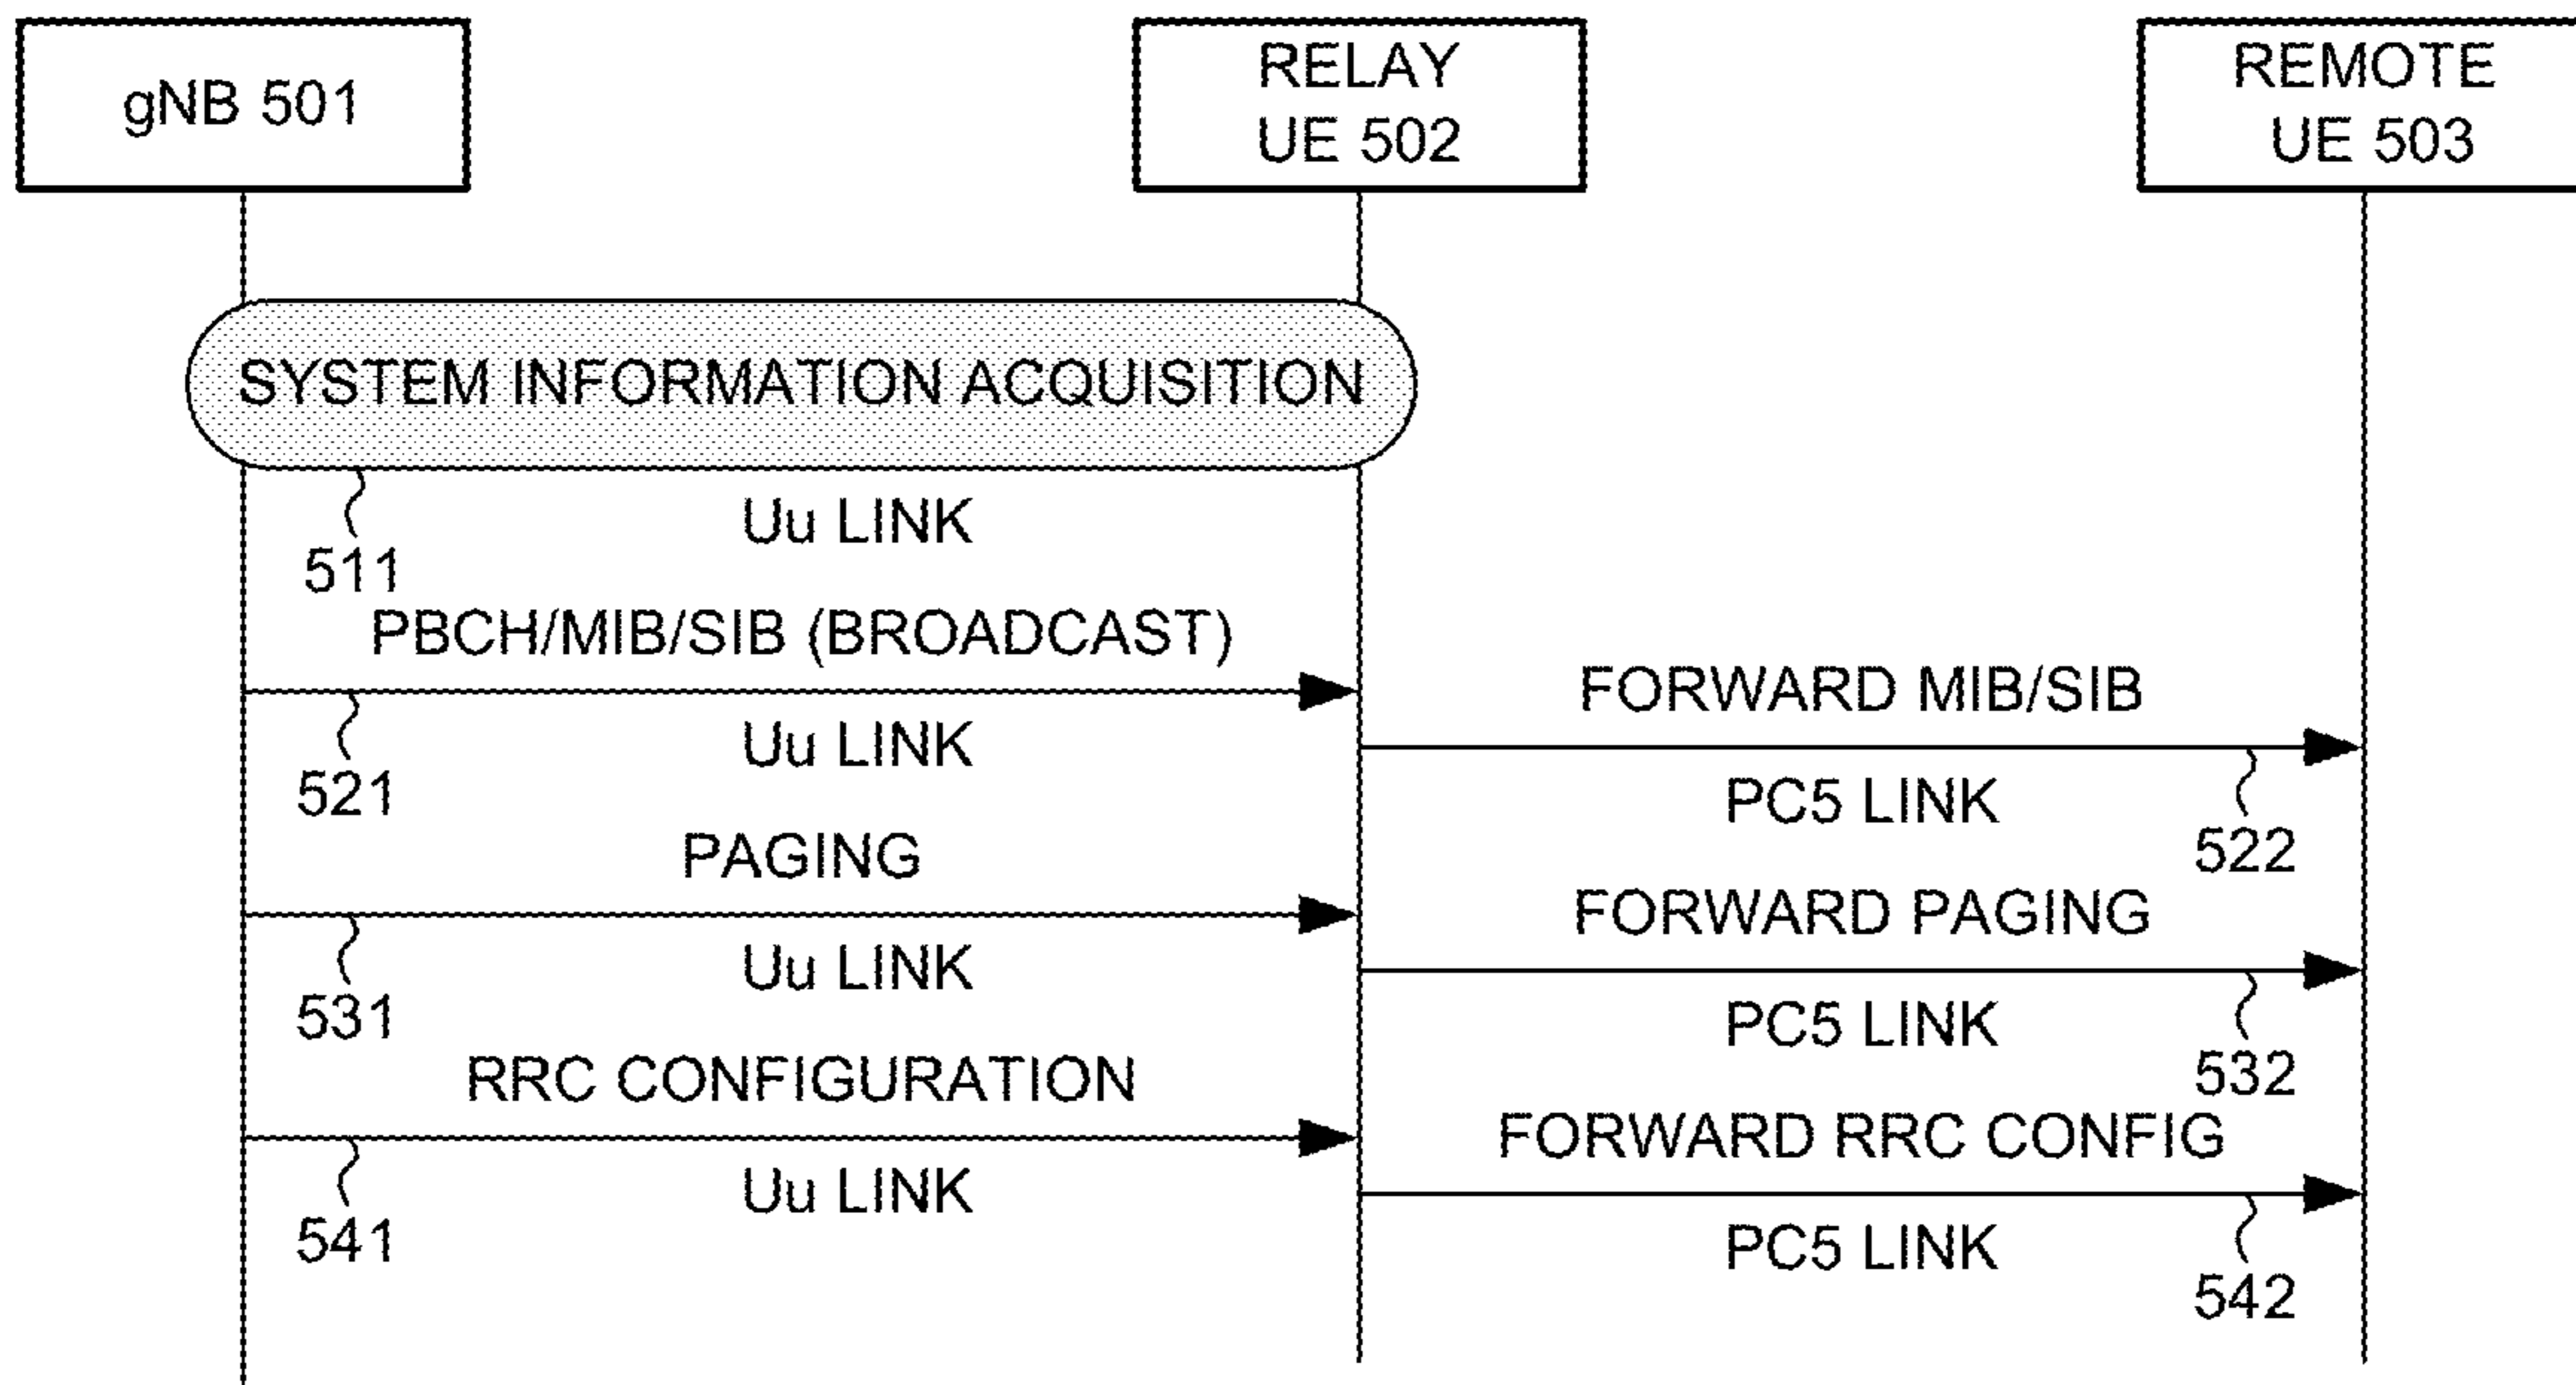 gNB 501
RELAY
UE 502
REMOTE
UE 503
SYSTEM INFORMATION ACQUISITION
Uu LINK
511
PBCH/MIB/SIB (BROADCAST)
FORWARD MIB/SIB
Uu LINK
521
PC5 LINK
522
PAGING
FORWARD PAGING
Uu LINK
531
PC5 LINK
532
RRC CONFIGURATION
FORWARD RRC CONFIG
Uu LINK
541
PC5 LINK
542